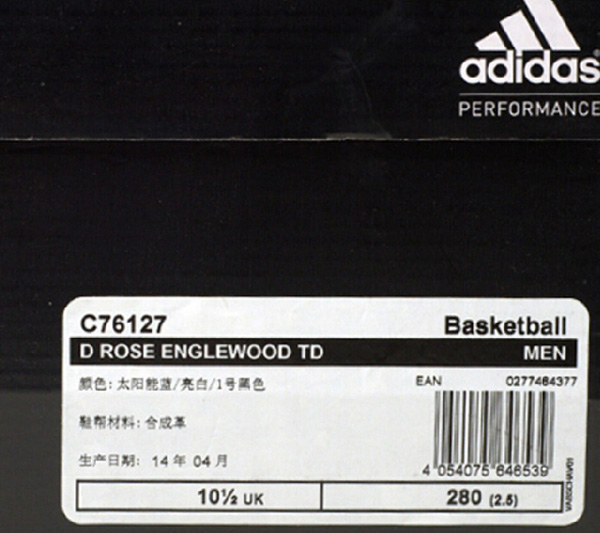 adidas
PERFORMANCE
C76127 Basketball
D ROSE ENGLEWOOD TD MEN
颜色: 太阳能蓝/亮白/1号黑色 EAN 0277464377
鞋帮材料: 合成革
生产日期: 14 年 04 月
4 054075 646539
10½ UK 280 (2.5)